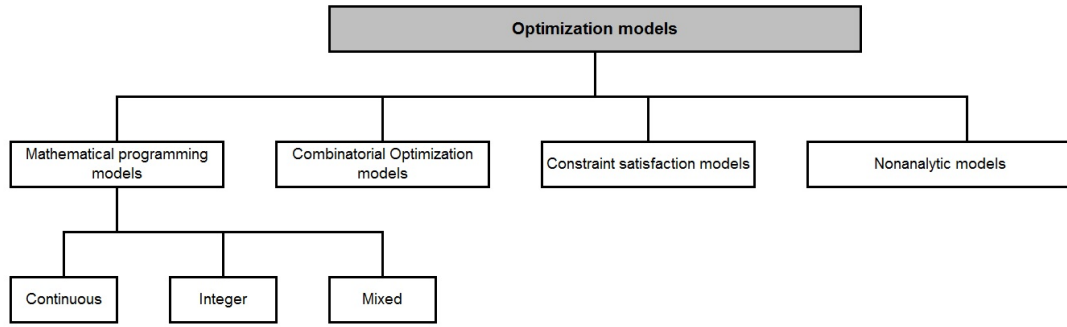 Optimization models
Mathematical programming
models
Combinatorial Optimization
models
Constraint satisfaction models
Nonanalytic models
Continuous
Integer
Mixed